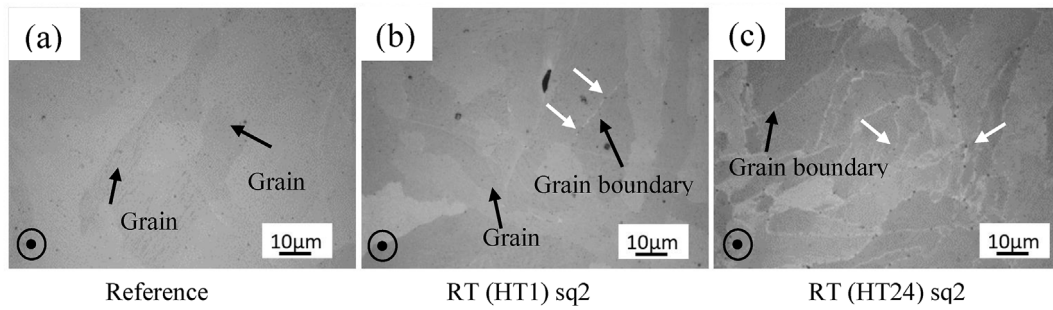 (a)
Grain
Grain
10µm
Reference
(b)
Grain boundary
Grain
10µm
RT (HT1) sq2
(c)
Grain boundary
10µm
RT (HT24) sq2